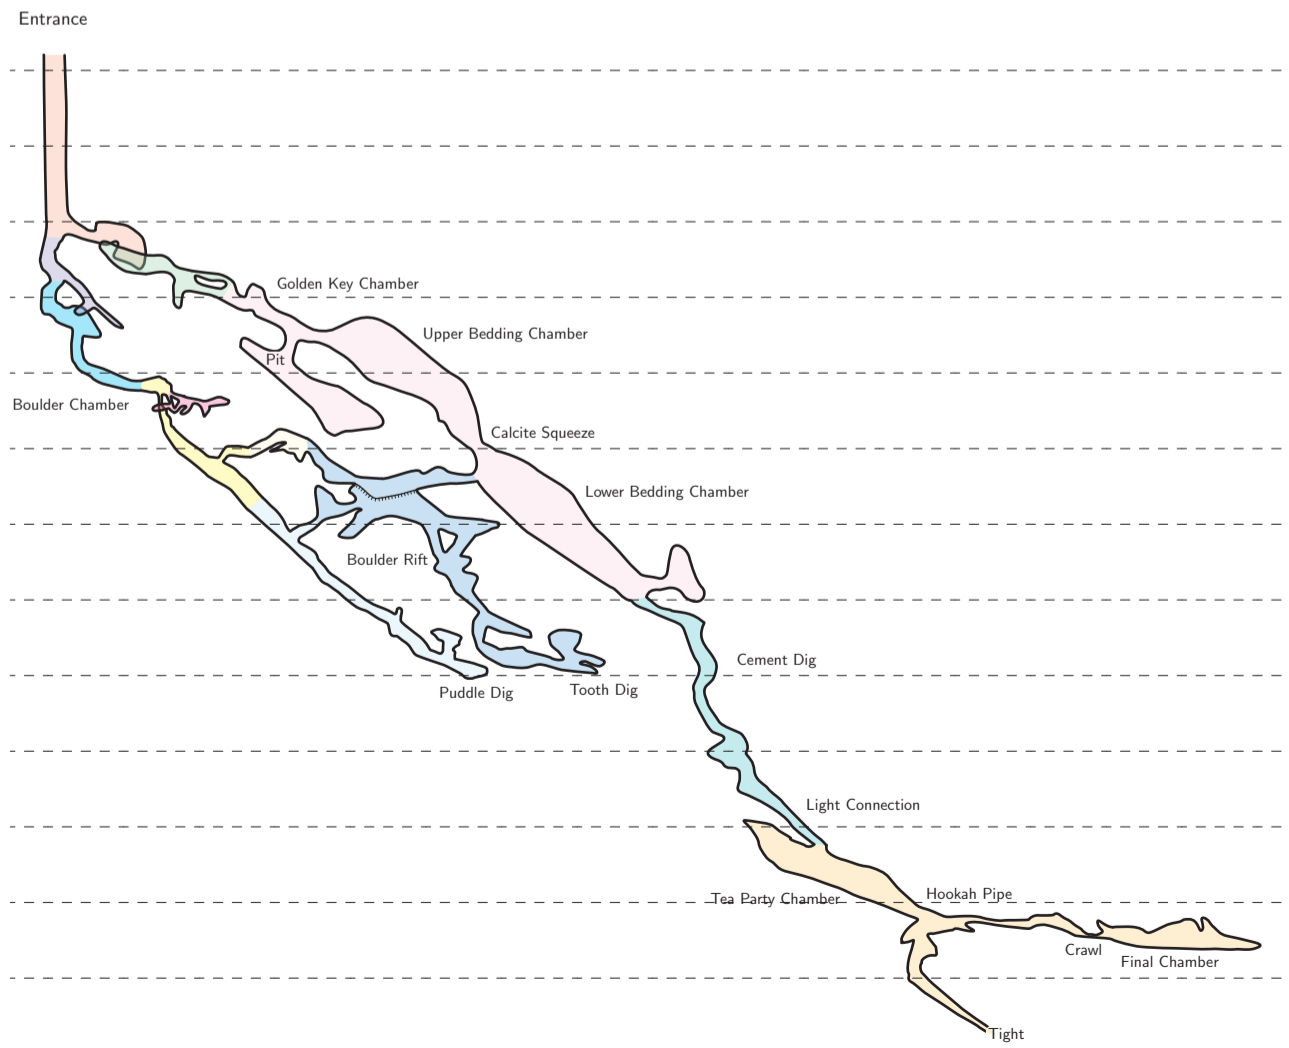 Entrance
Golden Key Chamber
Upper Bedding Chamber
Pit
Boulder Chamber
Calcite Squeeze
Lower Bedding Chamber
Boulder Rift
Cement Dig
Puddle Dig
Tooth Dig
Light Connection
Tea Party Chamber
Hookah Pipe
Crawl
Final Chamber
Tight